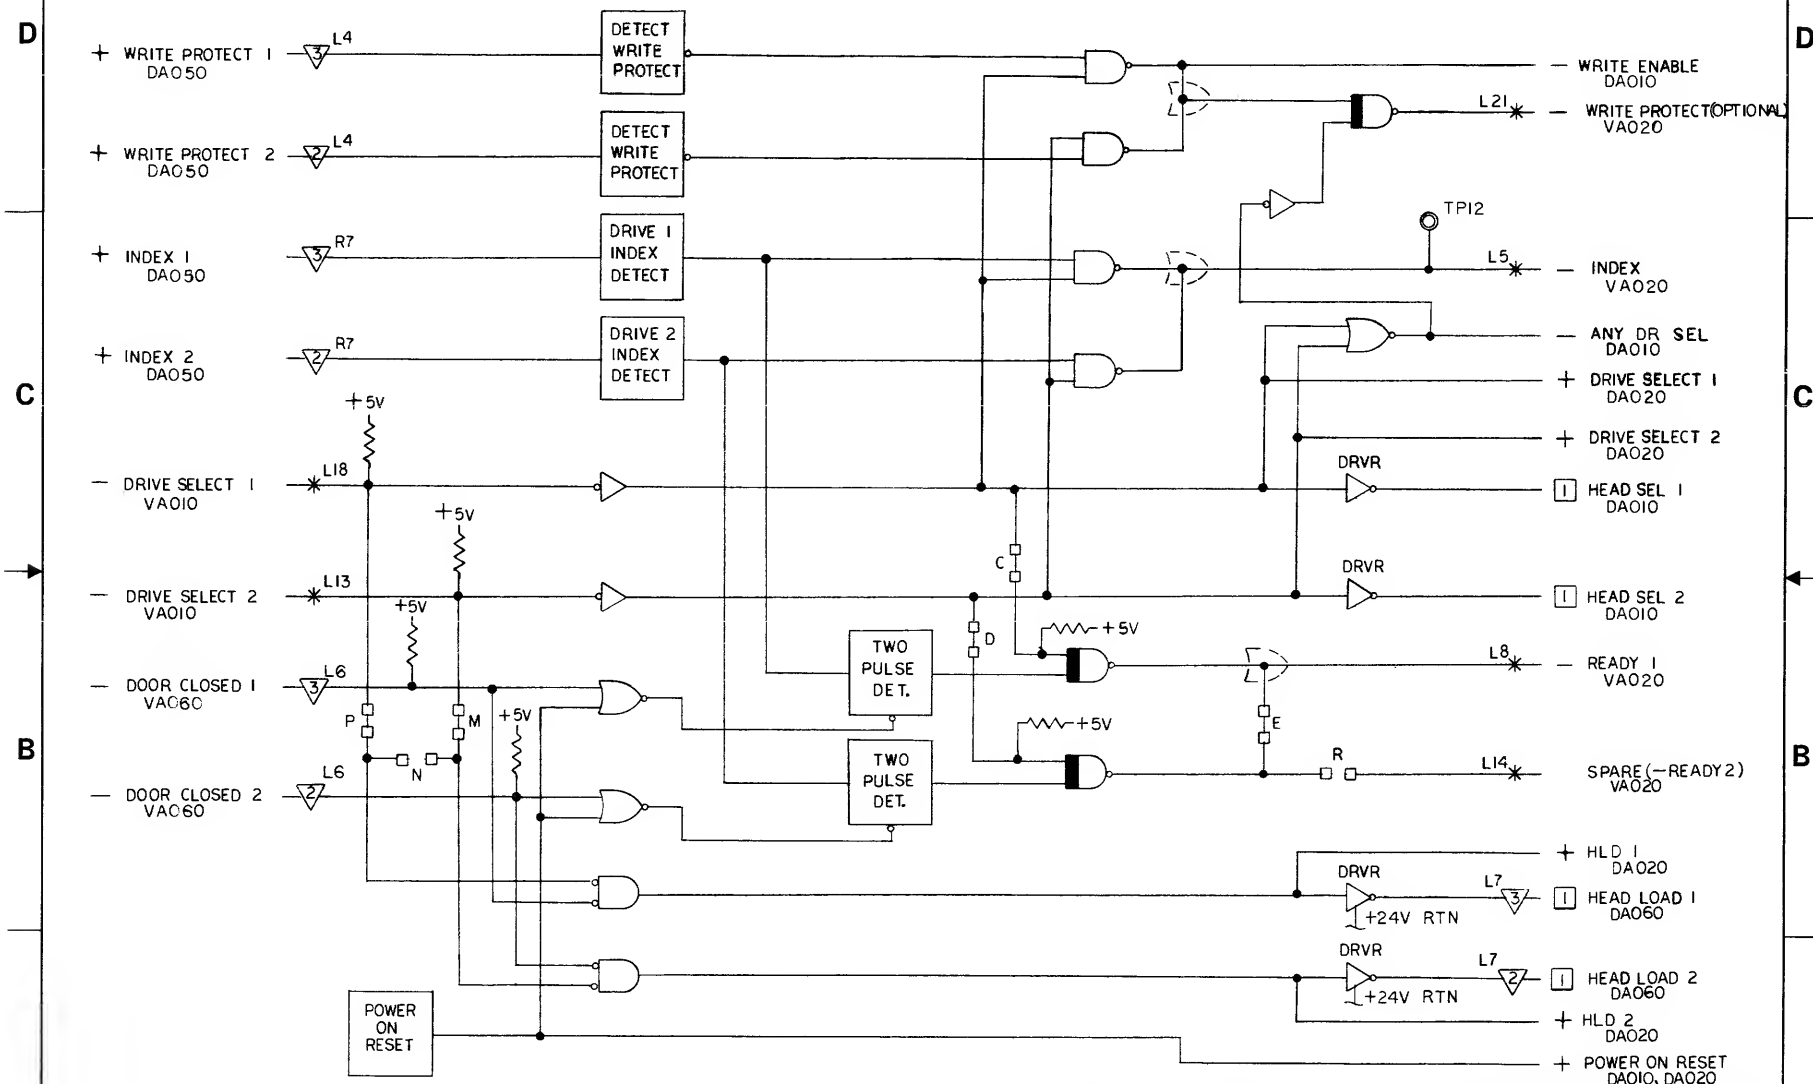 D
D
+ WRITE PROTECT 1
DA050
3
L4
DETECT
WRITE
PROTECT
— WRITE ENABLE
DA010
L21
— WRITE PROTECT(OPTIONAL)
VA020
+ WRITE PROTECT 2
DA050
2
L4
DETECT
WRITE
PROTECT
TP12
+ INDEX 1
DA050
3
R7
DRIVE 1
INDEX
DETECT
L5
— INDEX
VA020
+ INDEX 2
DA050
2
R7
DRIVE 2
INDEX
DETECT
— ANY DR SEL
DA010
+ DRIVE SELECT 1
DA020
C
C
+5V
+ DRIVE SELECT 2
DA020
— DRIVE SELECT 1
VA010
L18
DRVR
1 HEAD SEL 1
DA010
+5V
C
— DRIVE SELECT 2
VA010
L13
DRVR
1 HEAD SEL 2
DA010
+5V
D
+5V
TWO
PULSE
DET.
L8
— READY 1
VA020
— DOOR CLOSED 1
VA060
3
L6
P
M
+5V
+5V
E
B
B
N
TWO
PULSE
DET.
R
L14
SPARE (—READY 2)
VA020
— DOOR CLOSED 2
VA060
2
L6
+ HLD 1
DA020
DRVR
L7
3
1 HEAD LOAD 1
DA060
+24V RTN
DRVR
L7
2
1 HEAD LOAD 2
DA060
+24V RTN
POWER
ON
RESET
+ HLD 2
DA020
+ POWER ON RESET
DA010, DA020